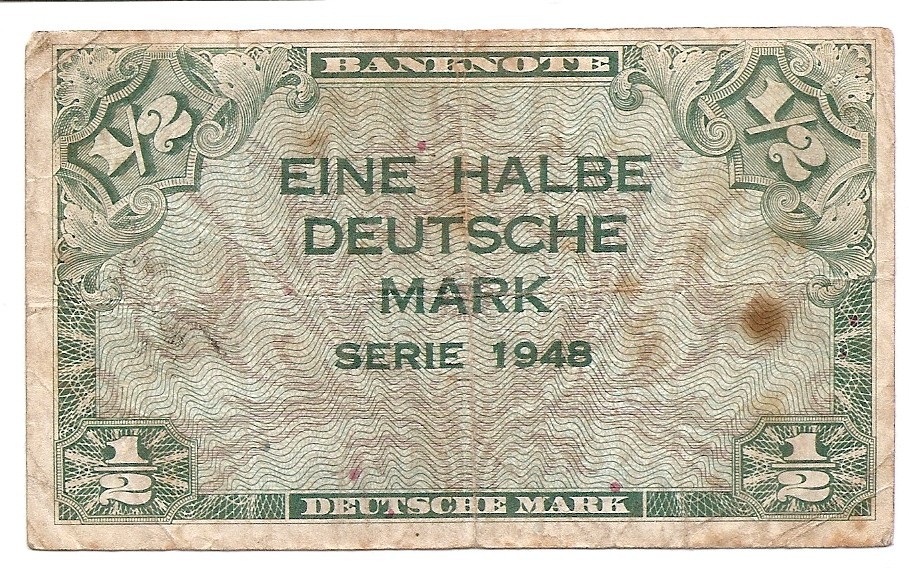 BANKNOTE
1/2 1/2
EINE HALBE
DEUTSCHE
MARK
SERIE 1948
1/2 1/2
DEUTSCHE MARK